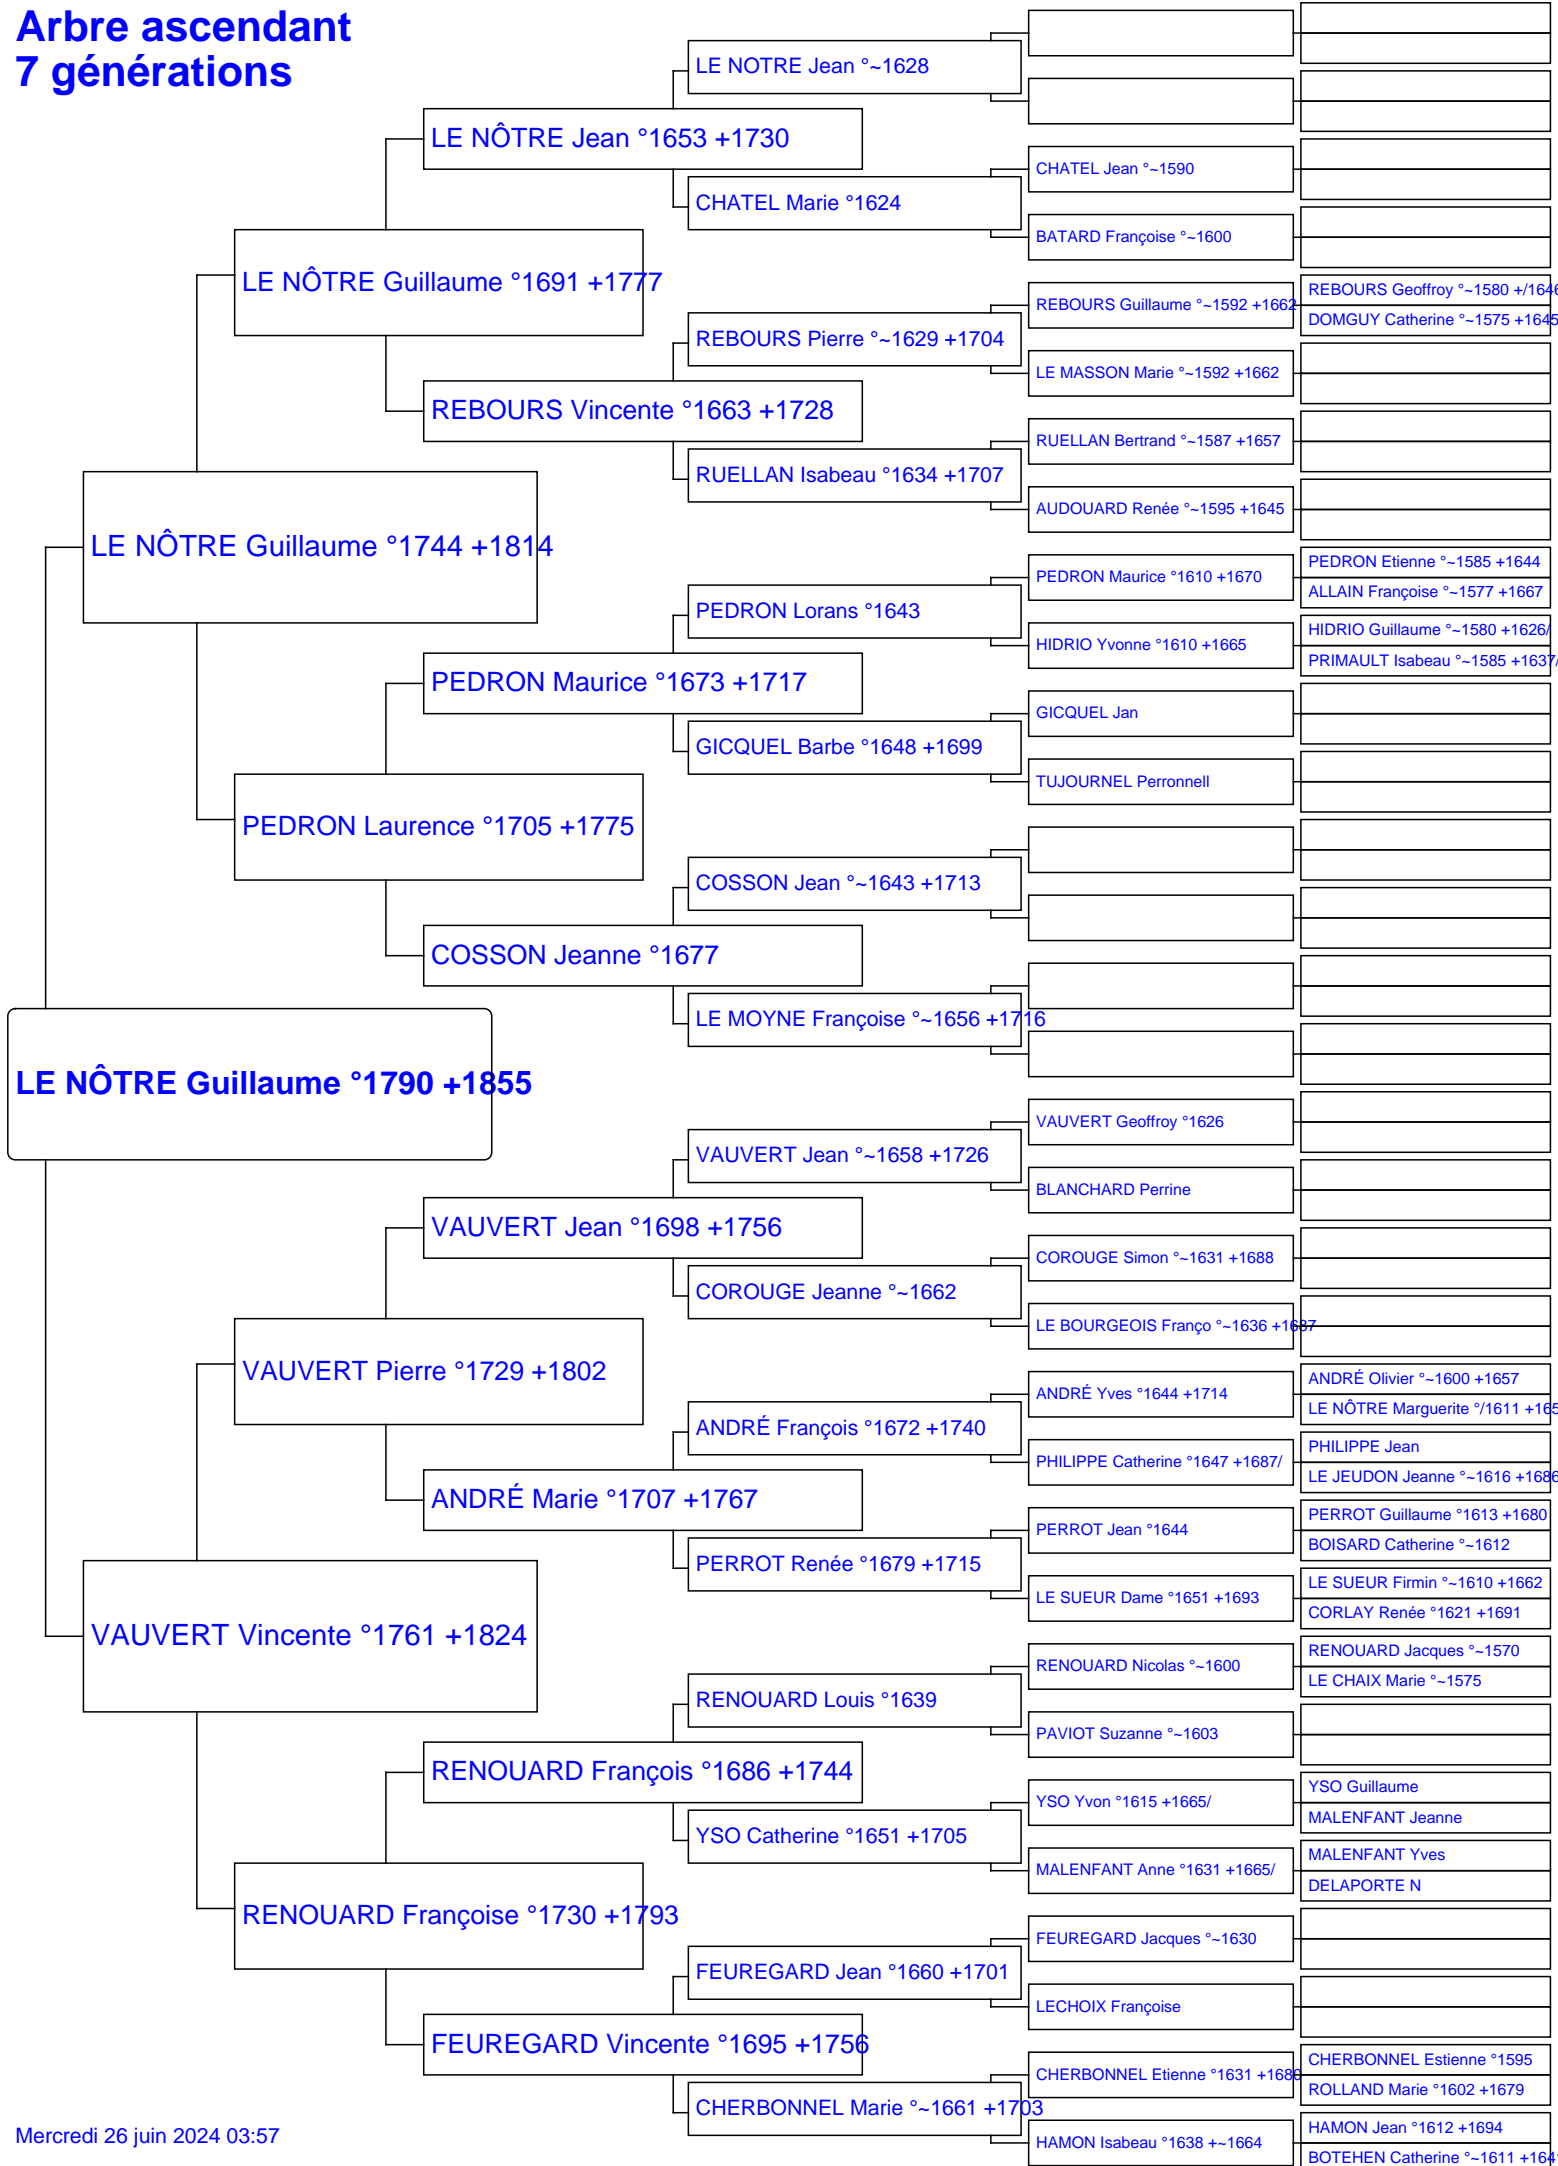 Arbre ascendant
7 générations
LE NOTRE Jean °~1628
LE NÔTRE Jean °1653 +1730
CHATEL Jean °~1590
CHATEL Marie °1624
BATARD Françoise °~1600
LE NÔTRE Guillaume °1691 +1777
REBOURS Geoffroy °~1580 +/1646
REBOURS Guillaume °~1592 +1662
DOMGUY Catherine °~1575 +1645
REBOURS Pierre °~1629 +1704
LE MASSON Marie °~1592 +1662
REBOURS Vincente °1663 +1728
RUELLAN Bertrand °~1587 +1657
RUELLAN Isabeau °1634 +1707
AUDOUARD Renée °~1595 +1645
LE NÔTRE Guillaume °1744 +1814
PEDRON Etienne °~1585 +1644
PEDRON Maurice °1610 +1670
ALLAIN Françoise °~1577 +1667
PEDRON Lorans °1643
HIDRIO Guillaume °~1580 +1626/
HIDRIO Yvonne °1610 +1665
PRIMAULT Isabeau °~1585 +1637/
PEDRON Maurice °1673 +1717
GICQUEL Jan
GICQUEL Barbe °1648 +1699
TUJOURNEL Perronnell
PEDRON Laurence °1705 +1775
COSSON Jean °~1643 +1713
COSSON Jeanne °1677
LE MOYNE Françoise °~1656 +1716
LE NÔTRE Guillaume °1790 +1855
VAUVERT Geoffroy °1626
VAUVERT Jean °~1658 +1726
BLANCHARD Perrine
VAUVERT Jean °1698 +1756
COROUGE Simon °~1631 +1688
COROUGE Jeanne °~1662
LE BOURGEOIS Franço °~1636 +1687
VAUVERT Pierre °1729 +1802
ANDRÉ Olivier °~1600 +1657
ANDRÉ Yves °1644 +1714
LE NÔTRE Marguerite °/1611 +165
ANDRÉ François °1672 +1740
PHILIPPE Jean
PHILIPPE Catherine °1647 +1687/
LE JEUDON Jeanne °~1616 +1686
ANDRÉ Marie °1707 +1767
PERROT Guillaume °1613 +1680
PERROT Jean °1644
BOISARD Catherine °~1612
PERROT Renée °1679 +1715
LE SUEUR Firmin °~1610 +1662
LE SUEUR Dame °1651 +1693
CORLAY Renée °1621 +1691
VAUVERT Vincente °1761 +1824
RENOUARD Jacques °~1570
RENOUARD Nicolas °~1600
LE CHAIX Marie °~1575
RENOUARD Louis °1639
PAVIOT Suzanne °~1603
RENOUARD François °1686 +1744
YSO Guillaume
YSO Yvon °1615 +1665/
MALENFANT Jeanne
YSO Catherine °1651 +1705
MALENFANT Yves
MALENFANT Anne °1631 +1665/
DELAPORTE N
RENOUARD Françoise °1730 +1793
FEUREGARD Jacques °~1630
FEUREGARD Jean °1660 +1701
LECHOIX Françoise
FEUREGARD Vincente °1695 +1756
CHERBONNEL Estienne °1595
CHERBONNEL Etienne °1631 +1680
ROLLAND Marie °1602 +1679
CHERBONNEL Marie °~1661 +1703
HAMON Jean °1612 +1694
HAMON Isabeau °1638 +~1664
BOTEHEN Catherine °~1611 +1641
Mercredi 26 juin 2024 03:57